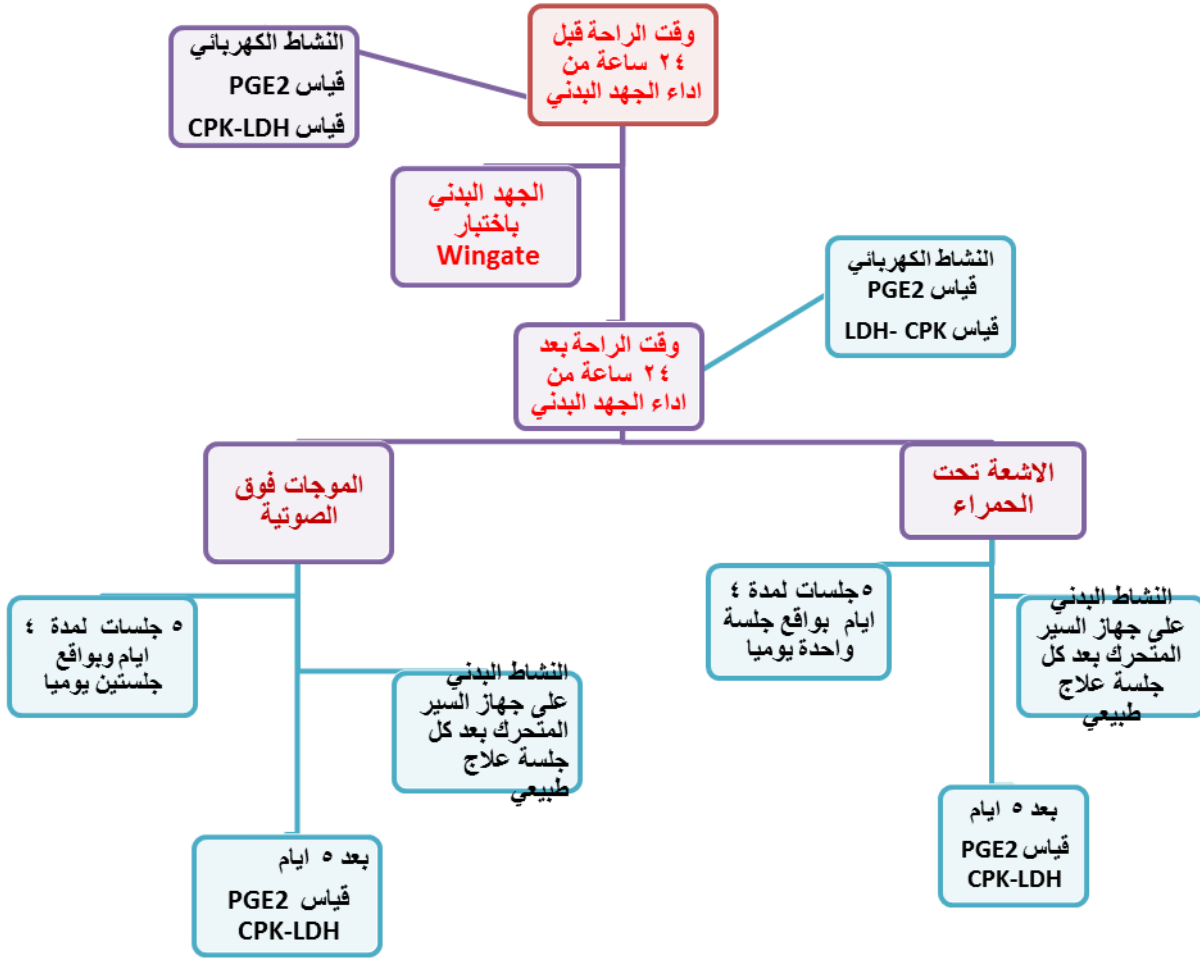 وقت الراحة قبل
٢٤ ساعة من
اداء الجهد البدني
النشاط الكهربائي
قياس PGE2
قياس CPK-LDH
الجهد البدني
باختبار
Wingate
النشاط الكهربائي
قياس PGE2
قياس LDH- CPK
وقت الراحة بعد
٢٤ ساعة من
اداء الجهد البدني
الاشعة تحت
الحمراء
الموجات فوق
الصوتية
النشاط البدني
على جهاز السير
المتحرك بعد كل
جلسة علاج
طبيعي
٥ جلسات لمدة ٤
ايام بواقع جلسة
واحدة يوميا
النشاط البدني
على جهاز السير
المتحرك بعد كل
جلسة علاج
طبيعي
٥ جلسات لمدة ٤
ايام وبواقع
جلستين يوميا
بعد ٥ ايام
قياس PGE2
CPK-LDH
بعد ٥ ايام
قياس PGE2
CPK-LDH